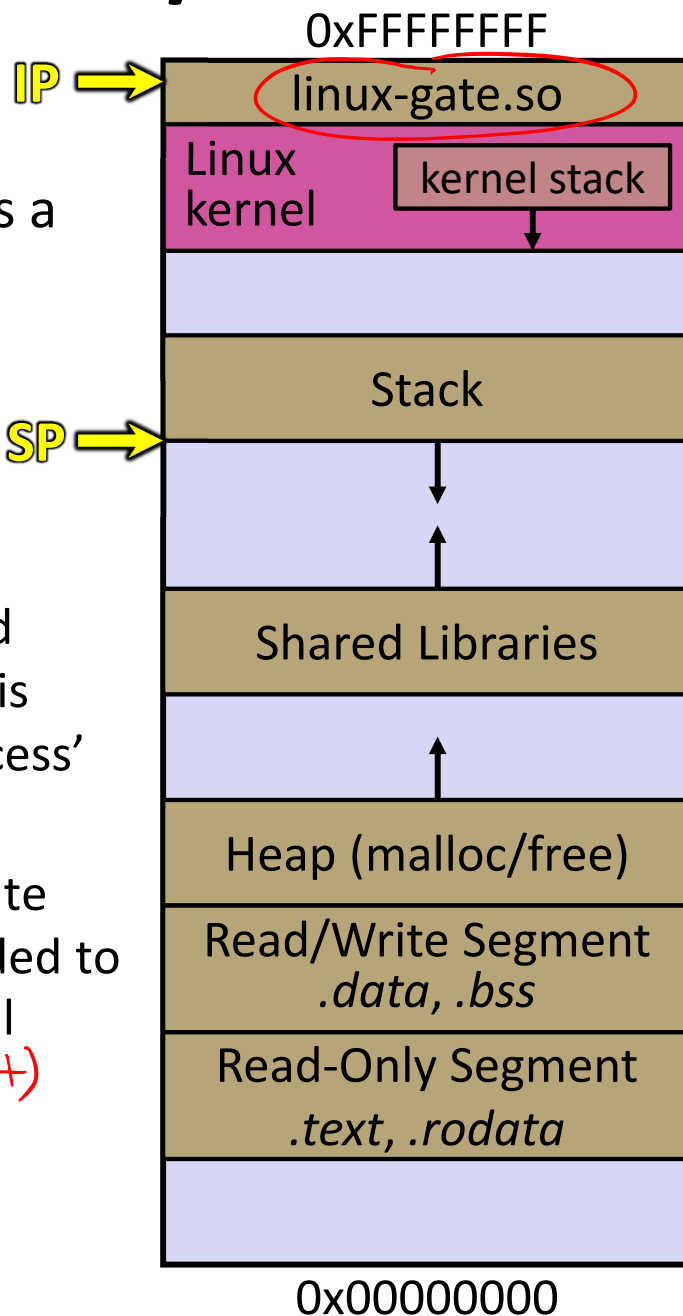 0xFFFFFFFF
IP
linux-gate.so
Linux
kernel
kernel stack
s a
Stack
SP
d
is
cess’
Shared Libraries
Heap (malloc/free)
te
ded to
l
+)
Read/Write Segment
.data, .bss
Read-Only Segment
.text, .rodata
0x00000000